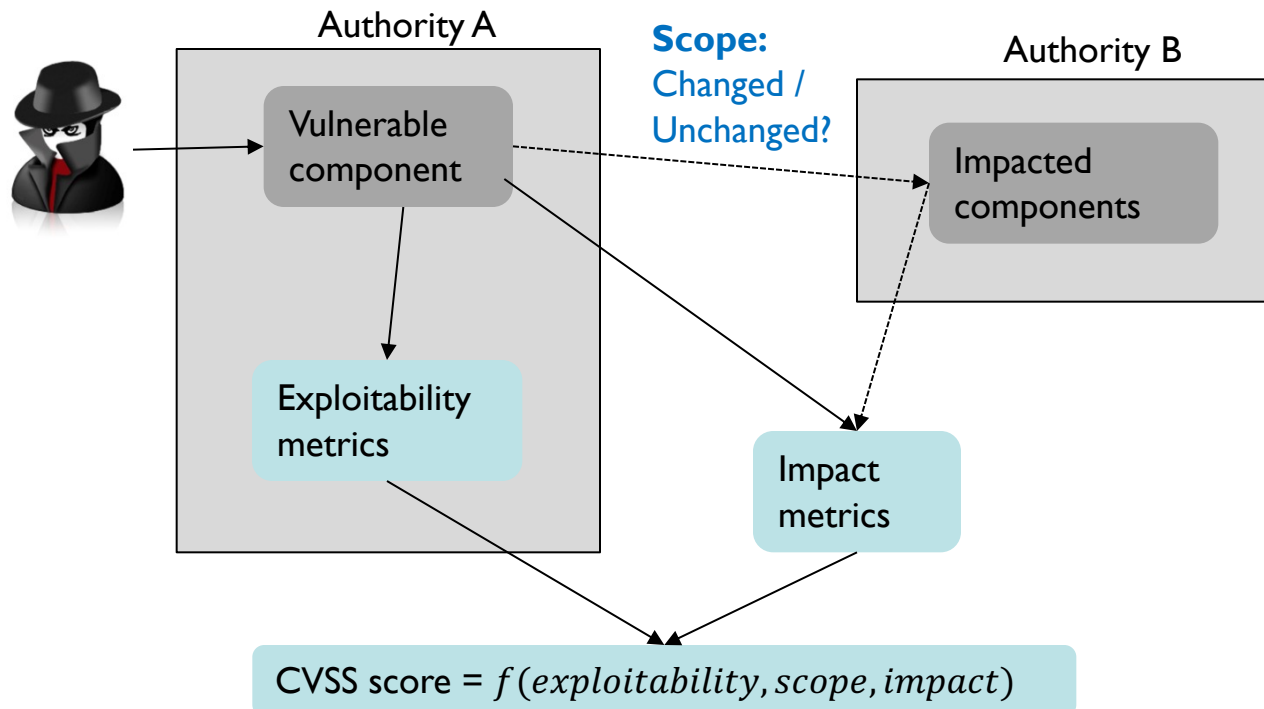 Authority A
Scope:
Changed /
Unchanged?
Authority B
Vulnerable
component
Impacted
components
Exploitability
metrics
Impact
metrics
CVSS score = f(exploitability, scope, impact)